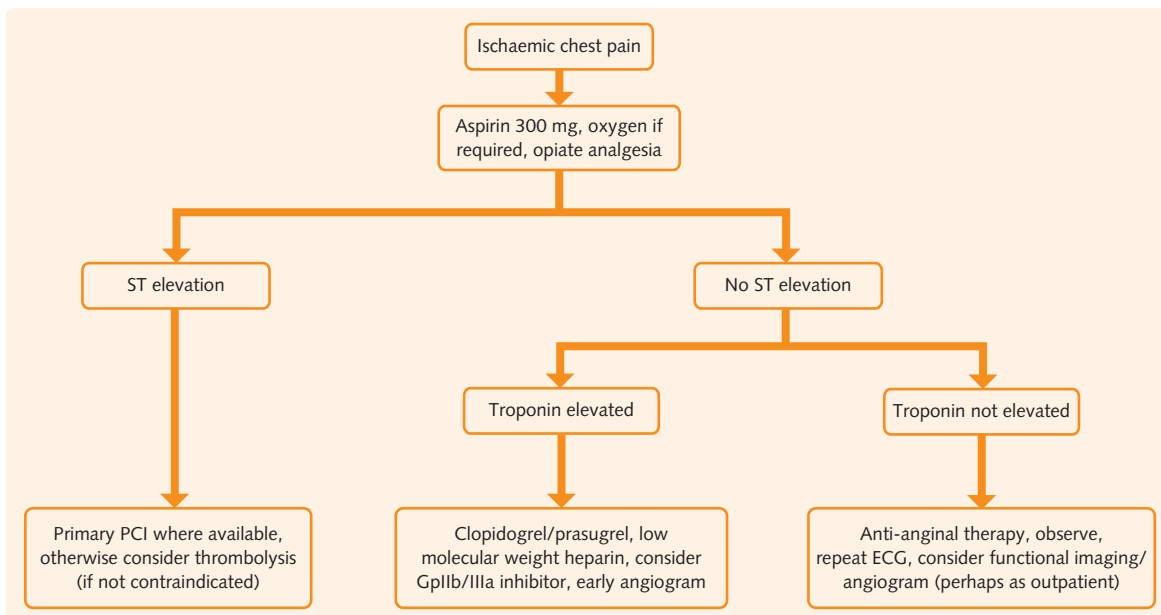 Ischaemic chest pain
Aspirin 300 mg, oxygen if
required, opiate analgesia
ST elevation
No ST elevation
Troponin elevated
Troponin not elevated
Primary PCI where available,
otherwise consider thrombolysis
(if not contraindicated)
Clopidogrel/prasugrel, low
molecular weight heparin, consider
GpIIb/IIIa inhibitor, early angiogram
Anti-anginal therapy, observe,
repeat ECG, consider functional imaging/
angiogram (perhaps as outpatient)